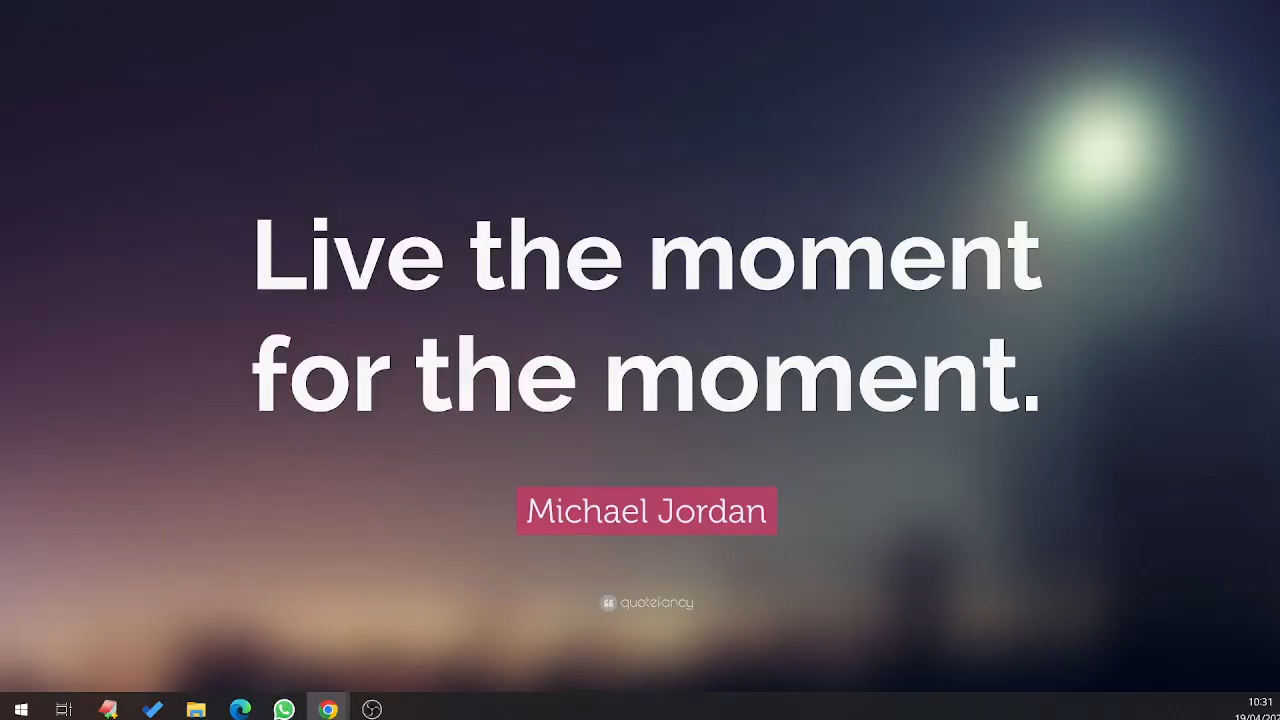 Live the moment
for the moment.
Michael Jordan
quotefancy
10:31